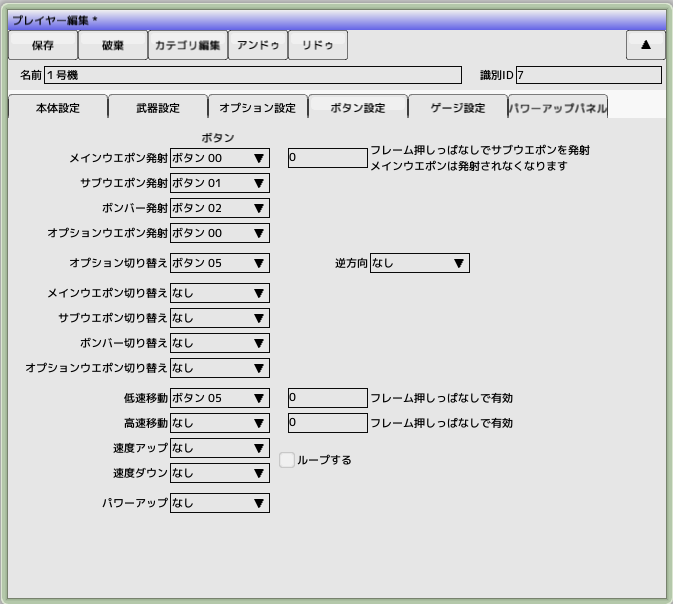 プレイヤー編集 *
保存 破棄 カテゴリ編集 アンドゥ リドゥ ▲
名前 1号機 識別ID 7
本体設定 武器設定 オプション設定 ボタン設定 ゲージ設定 パワーアップパネル
ボタン
メインウエポン発射 ボタン 00 ▼ 0 フレーム押しっぱなしでサブウエポンを発射
メインウエポンは発射されなくなります
サブウエポン発射 ボタン 01 ▼
ボンバー発射 ボタン 02 ▼
オプションウエポン発射 ボタン 00 ▼
オプション切り替え ボタン 05 ▼ 逆方向 なし ▼
メインウエポン切り替え なし ▼
サブウエポン切り替え なし ▼
ボンバー切り替え なし ▼
オプションウエポン切り替え なし ▼
低速移動 ボタン 05 ▼ 0 フレーム押しっぱなしで有効
高速移動 なし ▼ 0 フレーム押しっぱなしで有効
速度アップ なし ▼
ループする
速度ダウン なし ▼
パワーアップ なし ▼